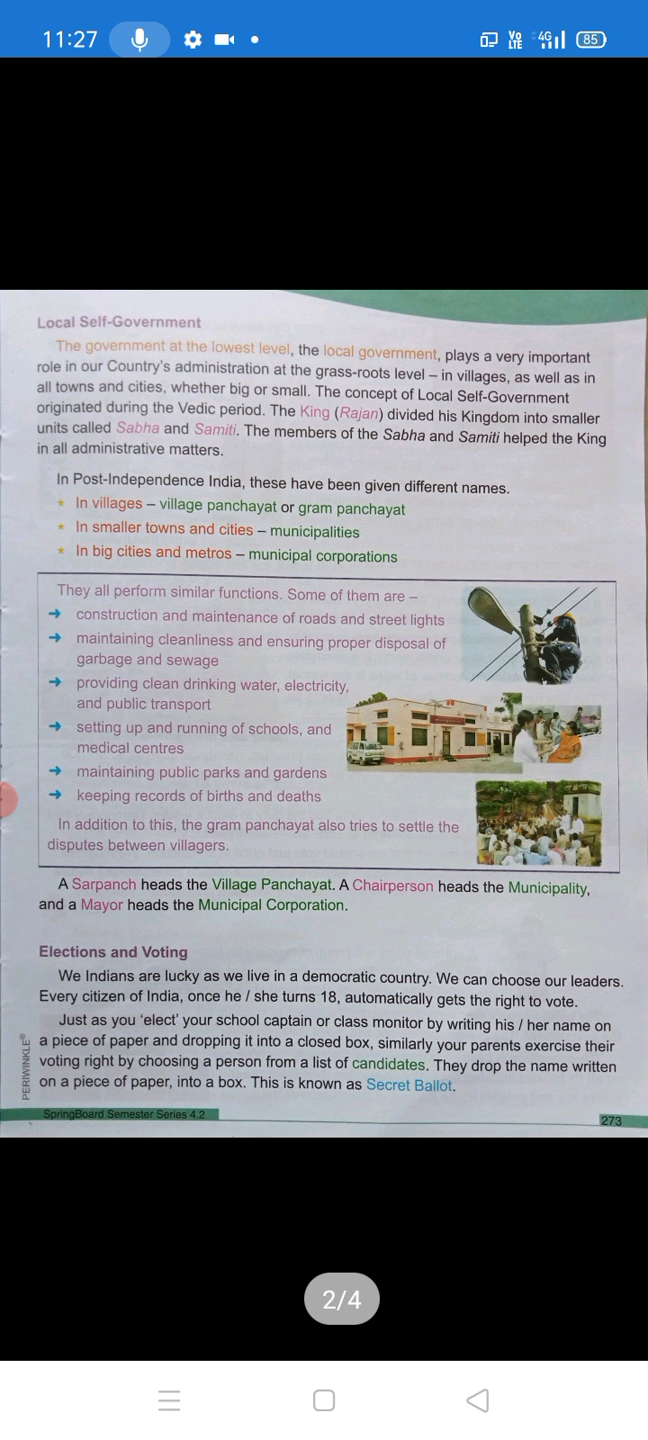 11:27
Vo
LTE
4G
85
Local Self-Government
The government at the lowest level, the local government, plays a very important
role in our Country's administration at the grass-roots level – in villages, as well as in
all towns and cities, whether big or small. The concept of Local Self-Government
originated during the Vedic period. The King (Rajan) divided his Kingdom into smaller
units called Sabha and Samiti. The members of the Sabha and Samiti helped the King
in all administrative matters.
In Post-Independence India, these have been given different names.
* In villages – village panchayat or gram panchayat
* In smaller towns and cities – municipalities
* In big cities and metros – municipal corporations
They all perform similar functions. Some of them are –
➔ construction and maintenance of roads and street lights
➔ maintaining cleanliness and ensuring proper disposal of
garbage and sewage
➔ providing clean drinking water, electricity,
and public transport
➔ setting up and running of schools, and
medical centres
➔ maintaining public parks and gardens
➔ keeping records of births and deaths
In addition to this, the gram panchayat also tries to settle the
disputes between villagers.
A Sarpanch heads the Village Panchayat. A Chairperson heads the Municipality,
and a Mayor heads the Municipal Corporation.
Elections and Voting
We Indians are lucky as we live in a democratic country. We can choose our leaders.
Every citizen of India, once he / she turns 18, automatically gets the right to vote.
Just as you 'elect' your school captain or class monitor by writing his / her name on
a piece of paper and dropping it into a closed box, similarly your parents exercise their
voting right by choosing a person from a list of candidates. They drop the name written
on a piece of paper, into a box. This is known as Secret Ballot.
PERIWINKLE®
SpringBoard Semester Series 4.2
273
2/4